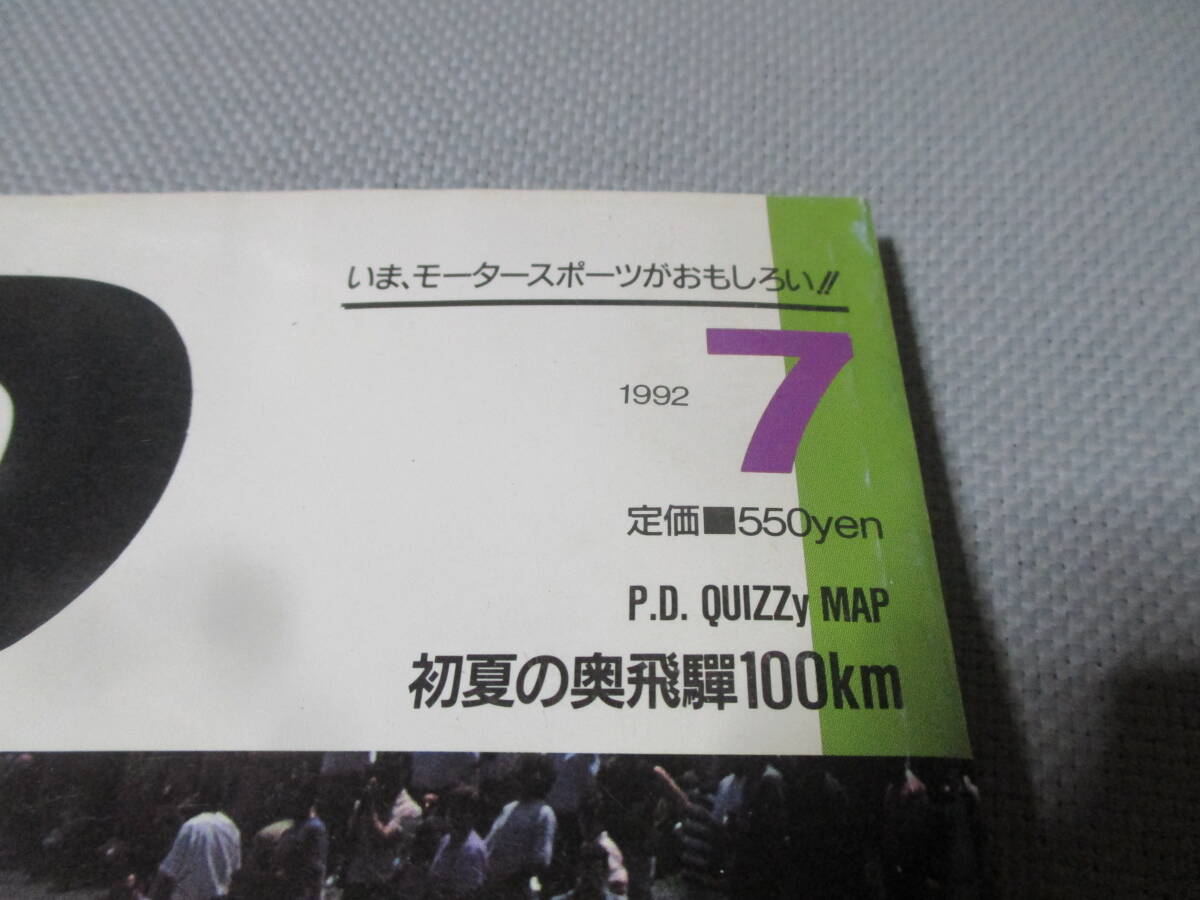 いま、モータースポーツがおもしろい!!
1992 7
定価■550yen
P.D. QUIZZy MAP
初夏の奥飛驒100km